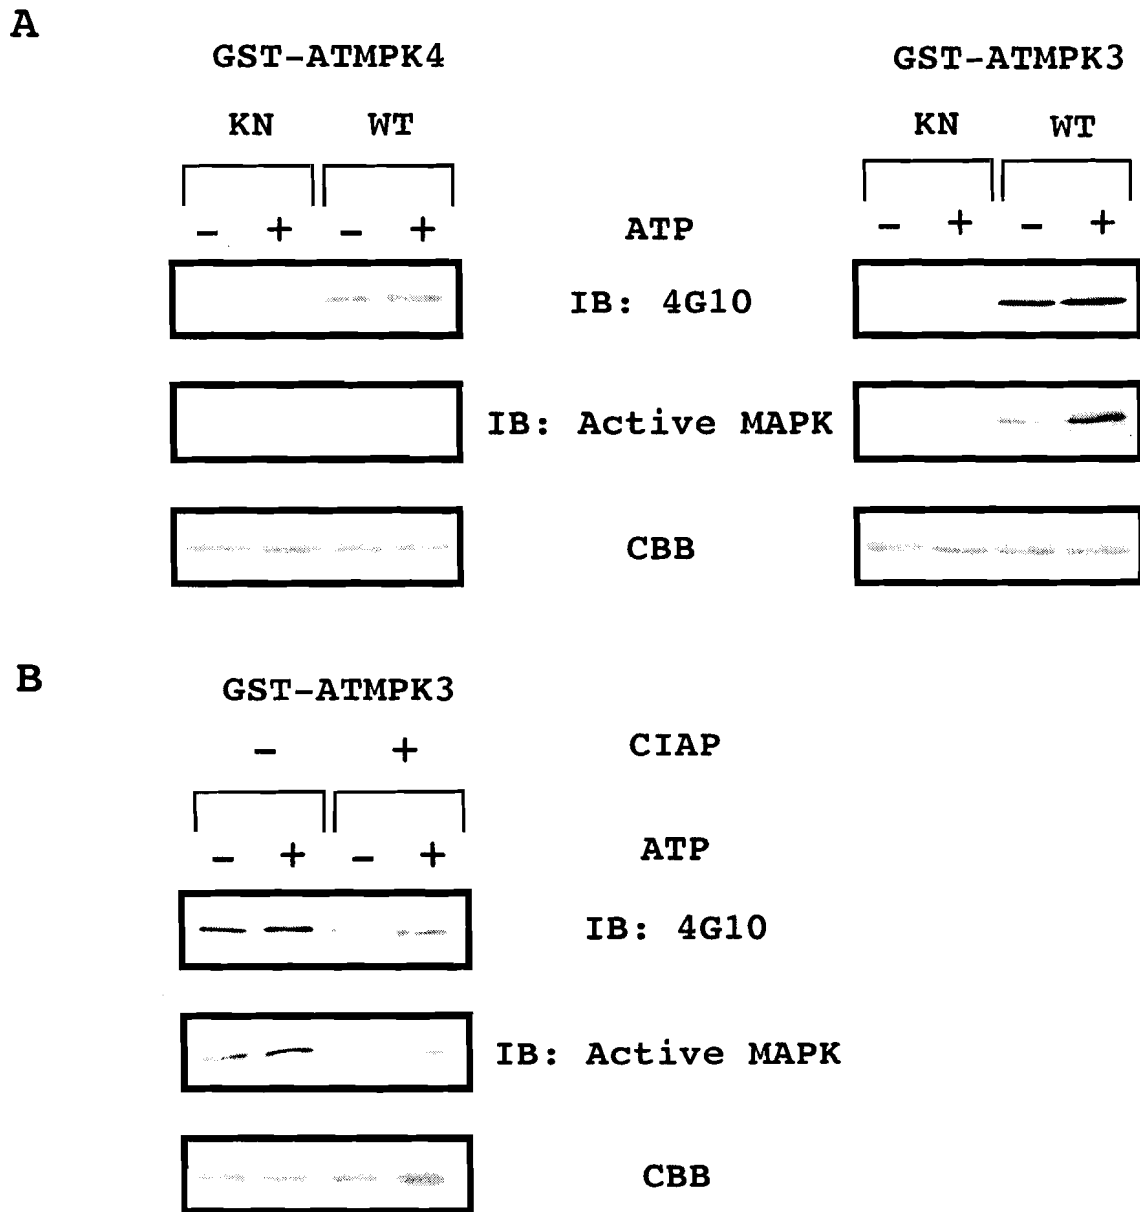 A
GST-ATMPK4 GST-ATMPK3
KN WT KN WT
- + - + ATP - + - +
IB: 4G10
IB: Active MAPK
CBB
B
GST-ATMPK3
- + CIAP
- + - + ATP
IB: 4G10
IB: Active MAPK
CBB